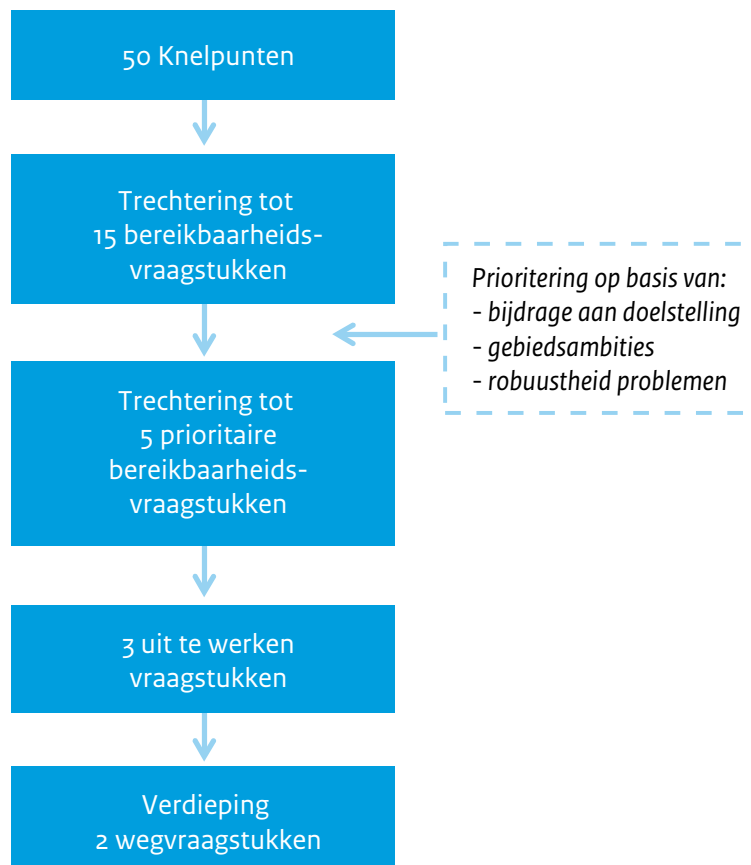 50 Knelpunten
Trechtering tot
15 bereikbaarheids-
vraagstukken
Prioritering op basis van:
- bijdrage aan doelstelling
- gebiedsambities
- robuustheid problemen
Trechtering tot
5 prioritaire
bereikbaarheids-
vraagstukken
3 uit te werken
vraagstukken
Verdieping
2 wegvraagstukken